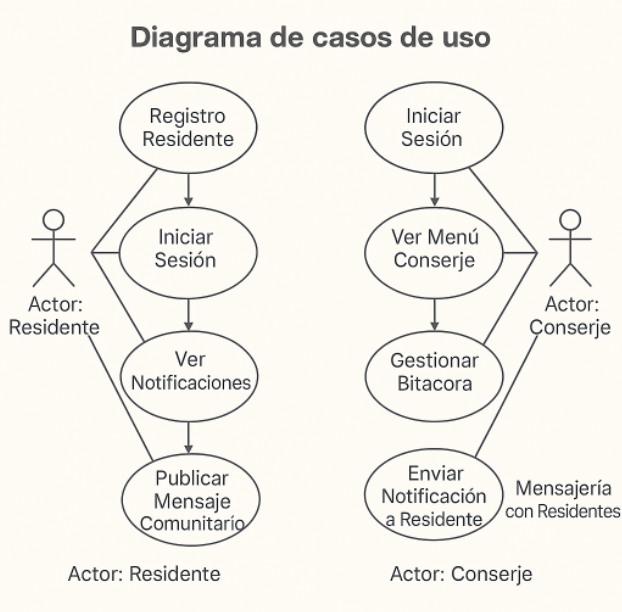 Diagrama de casos de uso
Registro
Residente
Iniciar
Sesión
Ver
Notificaciones
Publicar
Mensaje
Comunitario
Actor:
Residente
Actor: Residente
Iniciar
Sesión
Ver Menú
Conserje
Gestionar
Bitacora
Enviar
Notificación
a Residente
Actor:
Conserje
Mensajería
con Residentes
Actor: Conserje